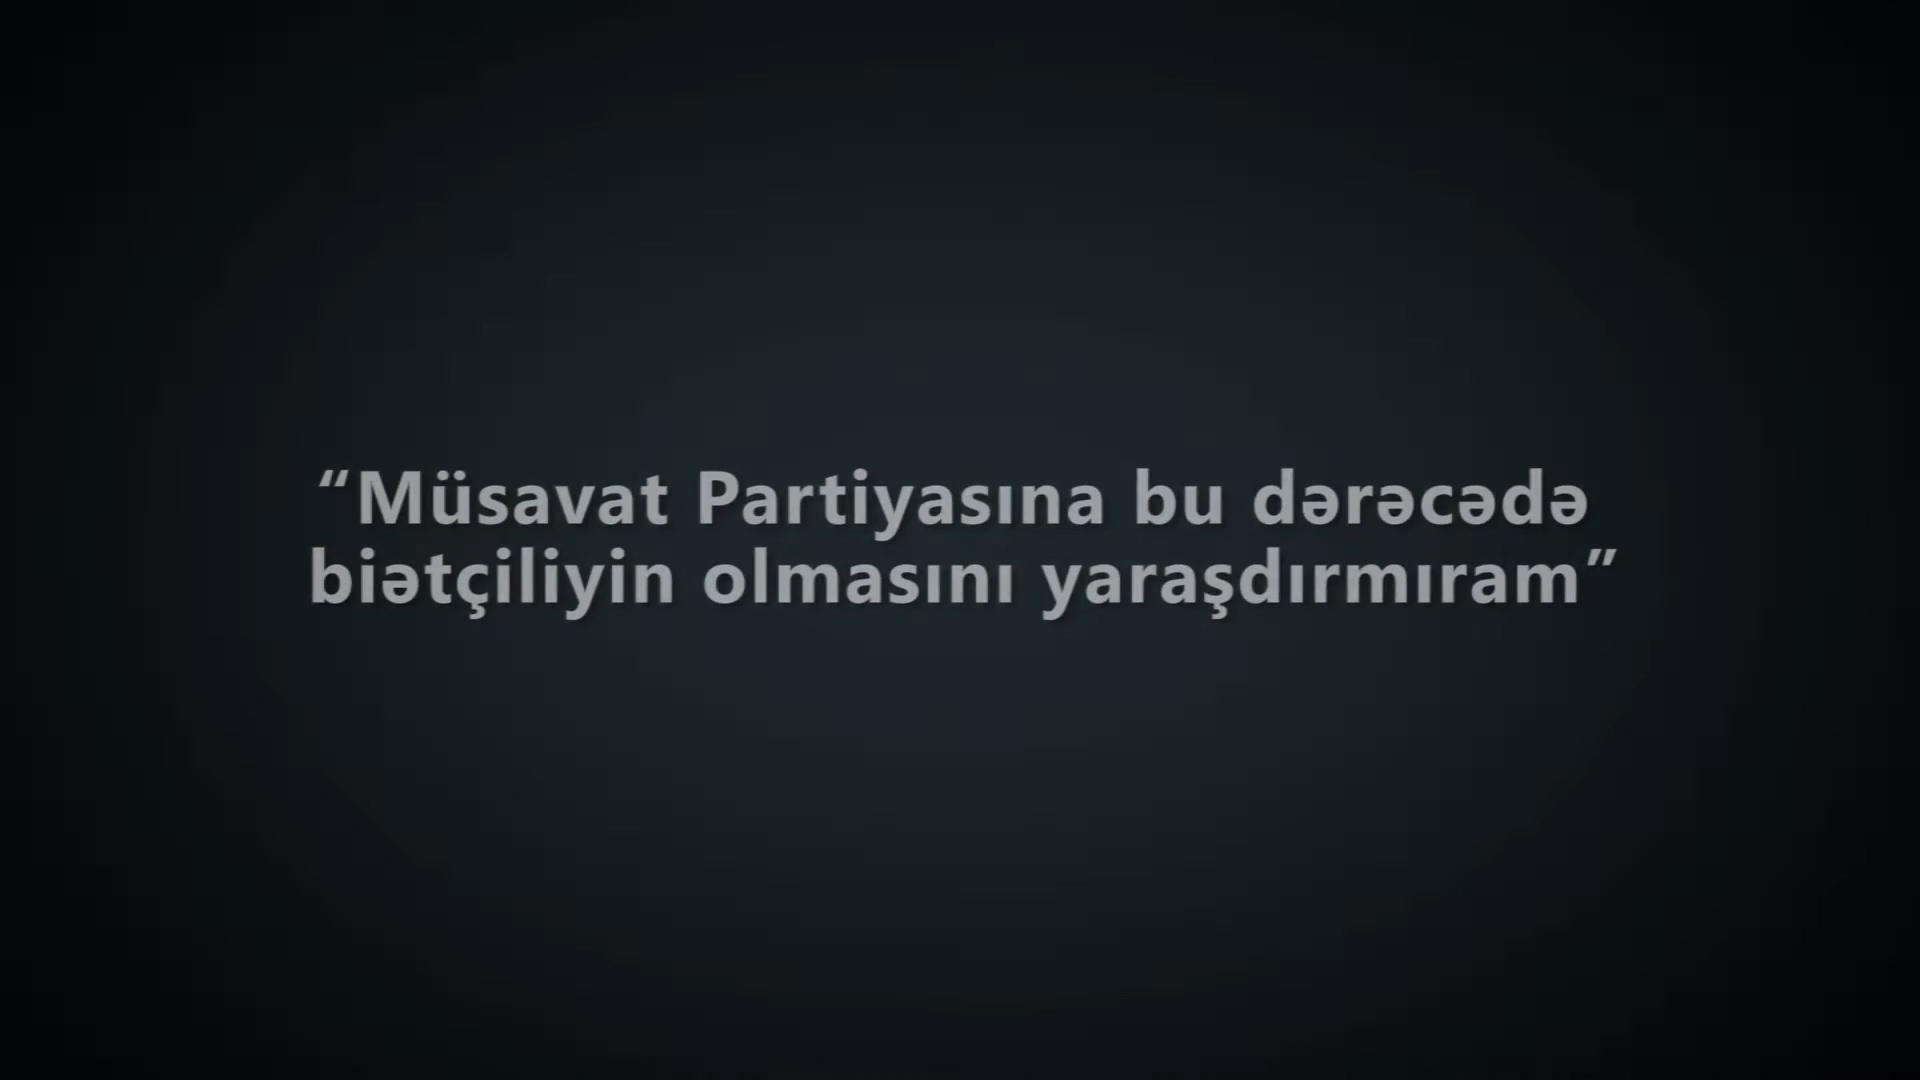 “Müsavat Partiyasına bu dərəcədə
biətçiliyin olmasını yaraşdırmıram”